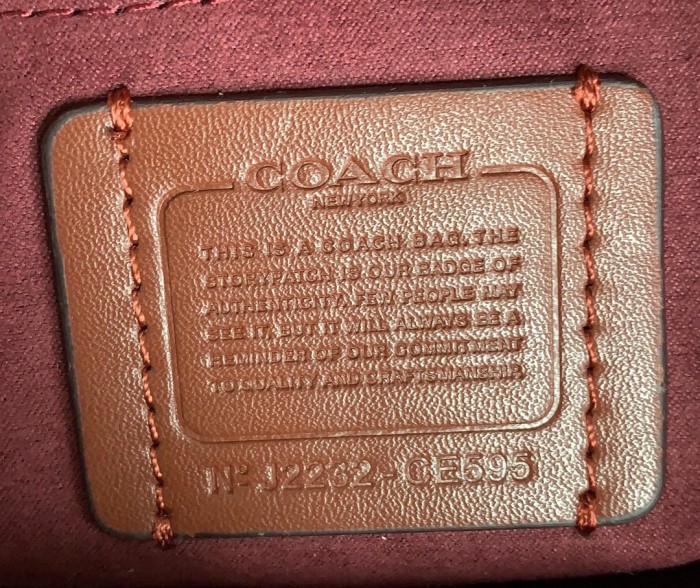 COACH
NEW YORK
THIS IS A COACH BAG. THE
STORYPATCH IS OUR BADGE OF
AUTHENTICITY. FEW PEOPLE MAY
SEE IT, BUT IT WILL ALWAYS BE A
REMINDER OF OUR COMMITMENT
TO QUALITY AND CRAFTSMANSHIP.
Nº J2232-CE595